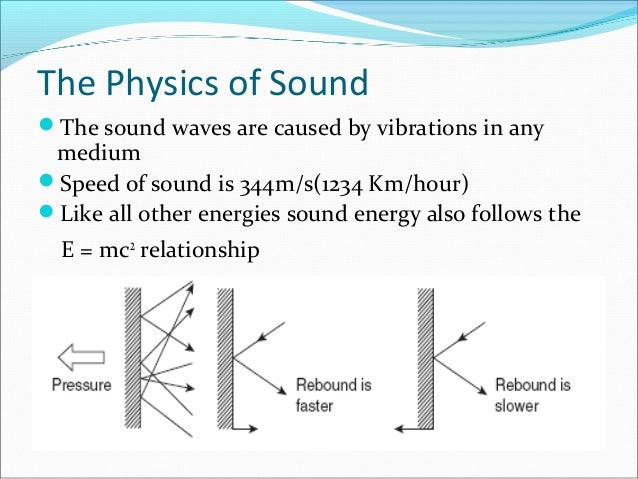 The Physics of Sound
The sound waves are caused by vibrations in any
medium
Speed of sound is 344m/s(1234 Km/hour)
Like all other energies sound energy also follows the
E = mc² relationship
Pressure
Rebound is
faster
Rebound is
slower